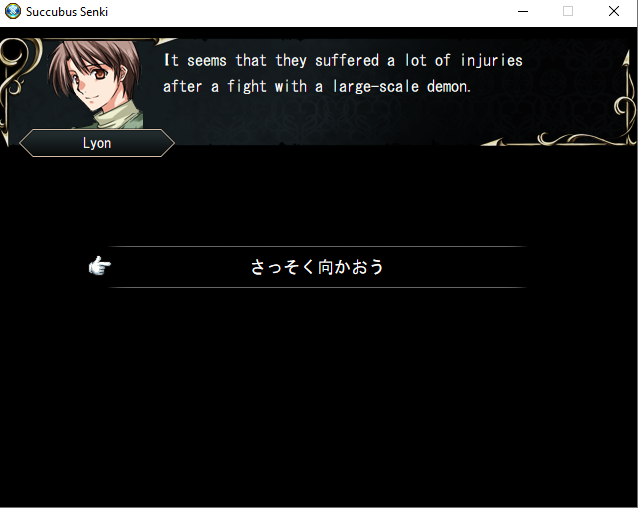 Succubus Senki
It seems that they suffered a lot of injuries
after a fight with a large-scale demon.
Lyon
さっそく向かおう